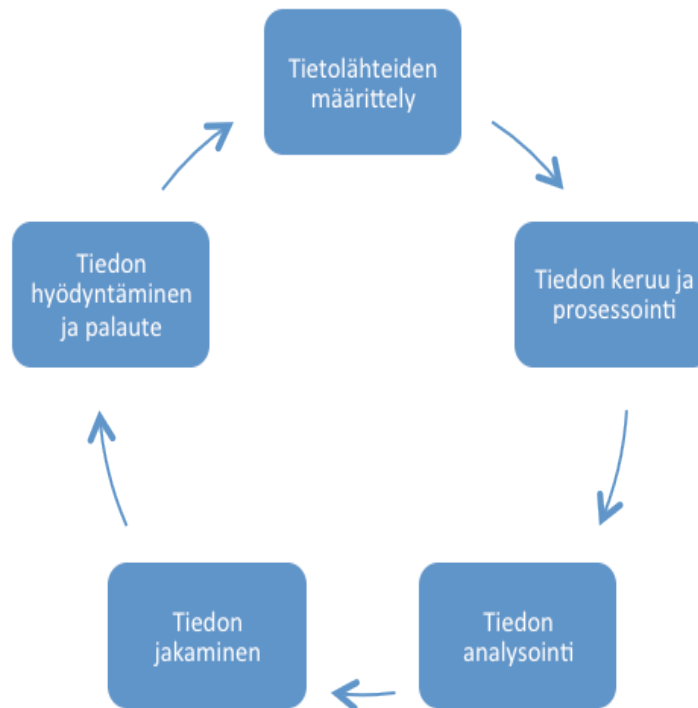 Tietolähteiden
määrittely
Tiedon keruu ja
prosessointi
Tiedon
analysointi
Tiedon
jakaminen
Tiedon
hyödyntäminen
ja palaute